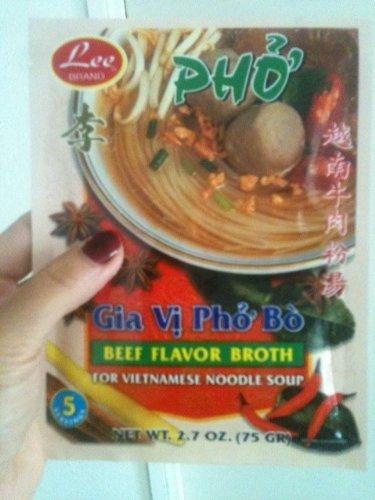 Lee
BRAND
李
PHỞ
越南牛肉粉湯
Gia Vị Phở Bò
BEEF FLAVOR BROTH
FOR VIETNAMESE NOODLE SOUP
5
NET WT. 2.7 OZ. (75 GR)